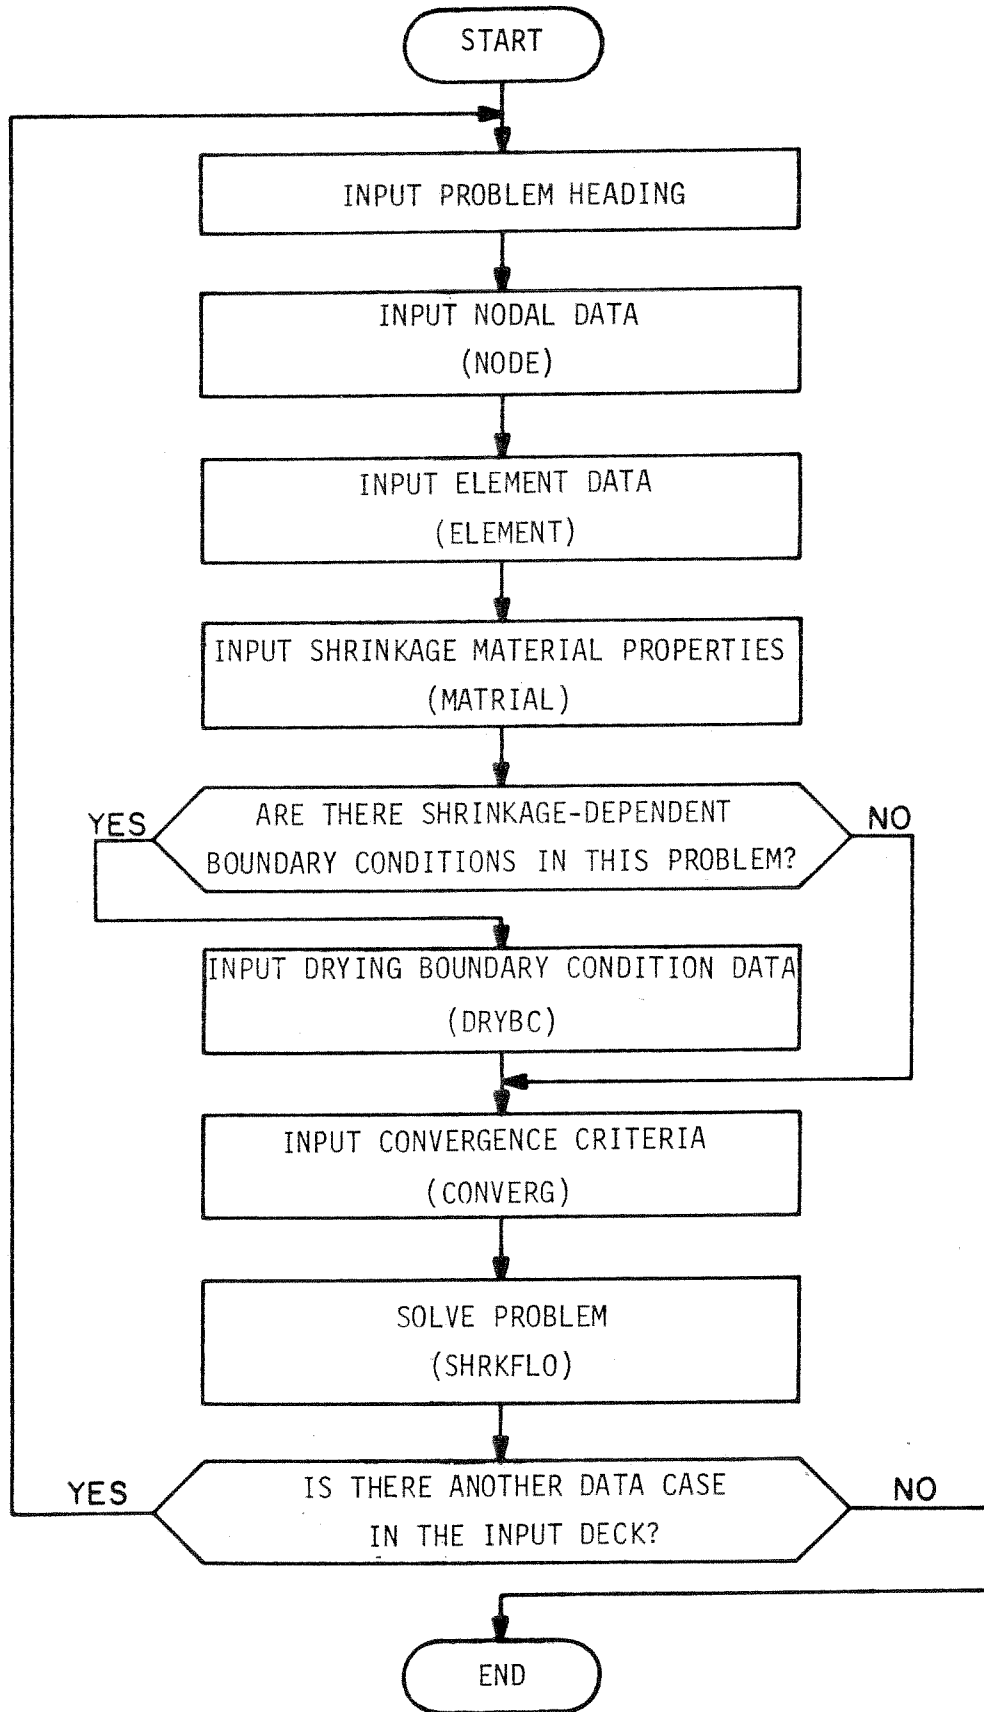 START
INPUT PROBLEM HEADING
INPUT NODAL DATA
(NODE)
INPUT ELEMENT DATA
(ELEMENT)
INPUT SHRINKAGE MATERIAL PROPERTIES
(MATRIAL)
YES
ARE THERE SHRINKAGE-DEPENDENT
BOUNDARY CONDITIONS IN THIS PROBLEM?
NO
INPUT DRYING BOUNDARY CONDITION DATA
(DRYBC)
INPUT CONVERGENCE CRITERIA
(CONVERG)
SOLVE PROBLEM
(SHRKFLO)
YES
IS THERE ANOTHER DATA CASE
IN THE INPUT DECK?
NO
END